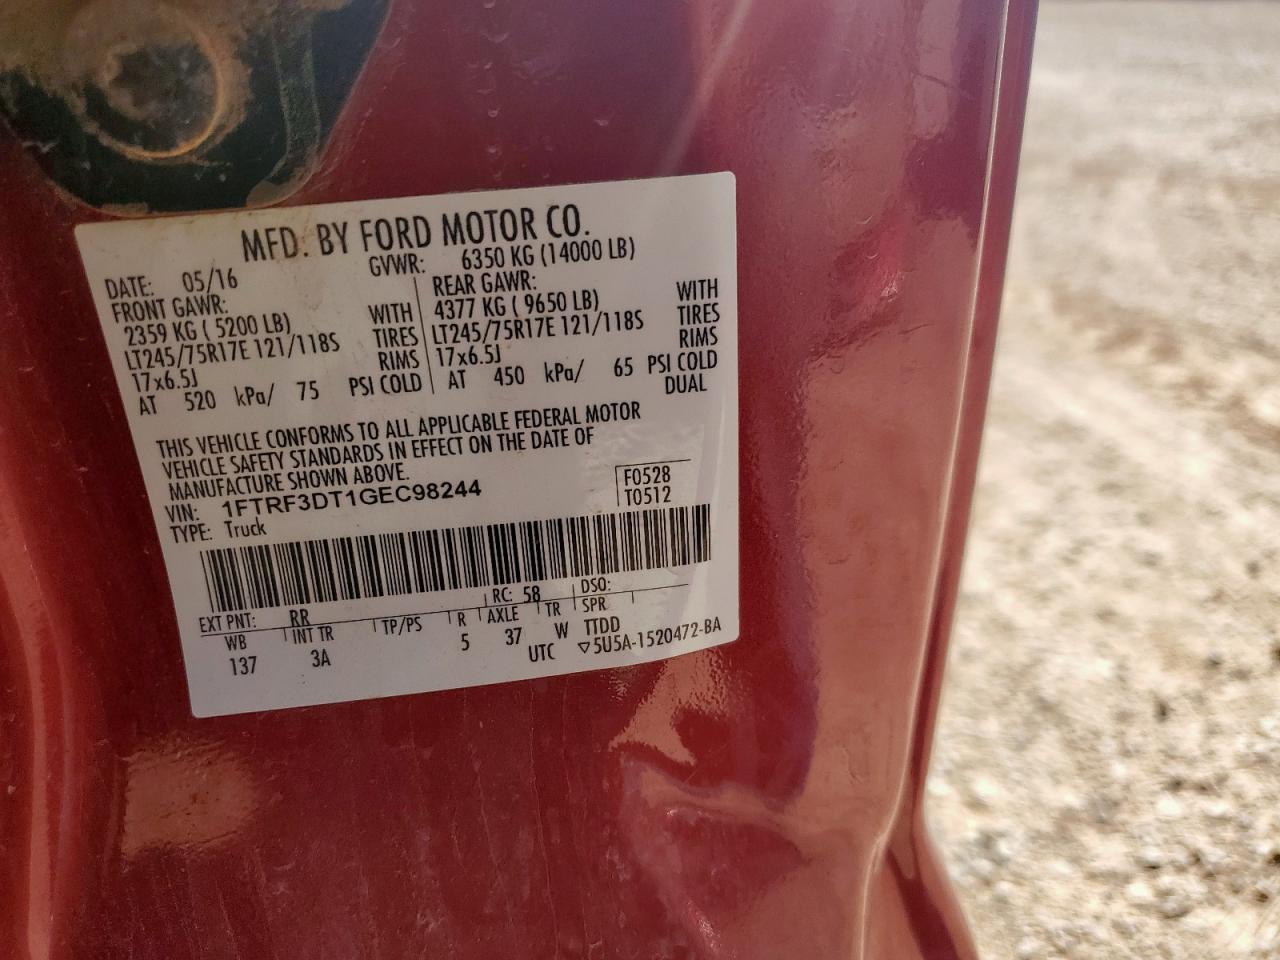 MFD. BY FORD MOTOR CO.
DATE: 05/16 GVWR: 6350 KG (14000 LB)
FRONT GAWR: REAR GAWR:
2359 KG ( 5200 LB) WITH 4377 KG ( 9650 LB) WITH
LT245/75R17E 121/118S TIRES LT245/75R17E 121/118S TIRES
17x6.5J RIMS 17x6.5J RIMS
AT 520 kPa/ 75 PSI COLD AT 450 kPa/ 65 PSI COLD
DUAL
THIS VEHICLE CONFORMS TO ALL APPLICABLE FEDERAL MOTOR
VEHICLE SAFETY STANDARDS IN EFFECT ON THE DATE OF
MANUFACTURE SHOWN ABOVE.
VIN: 1FTRF3DT1GEC98244 F0528
TYPE: Truck T0512
EXT PNT: RR RC: 58 DSO:
WB INT TR TP/PS R AXLE TR SPR
137 3A 5 37 W TTDD
UTC ▽5U5A-1520472-BA